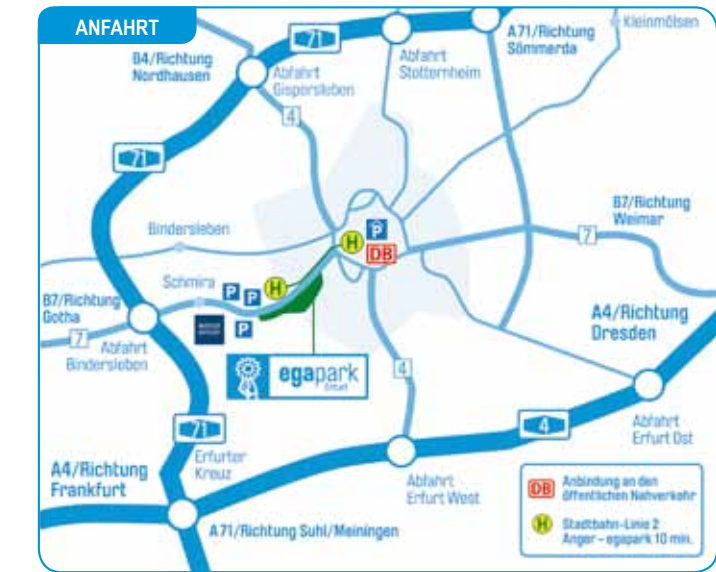 ANFAHRT
71
A71/Richtung
Sömmerda
Kleinmölsen
B4/Richtung
Nordhausen
Abfahrt
Gispersleben
Abfahrt
Stotternheim
4
71
B7/Richtung
Weimar
7
Bindersleben
P
H
DB
Schmira
P
P
H
P
B7/Richtung
Gotha
7
Abfahrt
Bindersleben
A4/Richtung
Dresden
egapark
Erfurt
4
71
4
Abfahrt
Erfurt Ost
Erfurter
Kreuz
A4/Richtung
Frankfurt
Abfahrt
Erfurt West
A71/Richtung Suhl/Meiningen
DB Anbindung an den
öffentlichen Nahverkehr
H Stadtbahn-Linie 2
Anger – egapark 10 min.